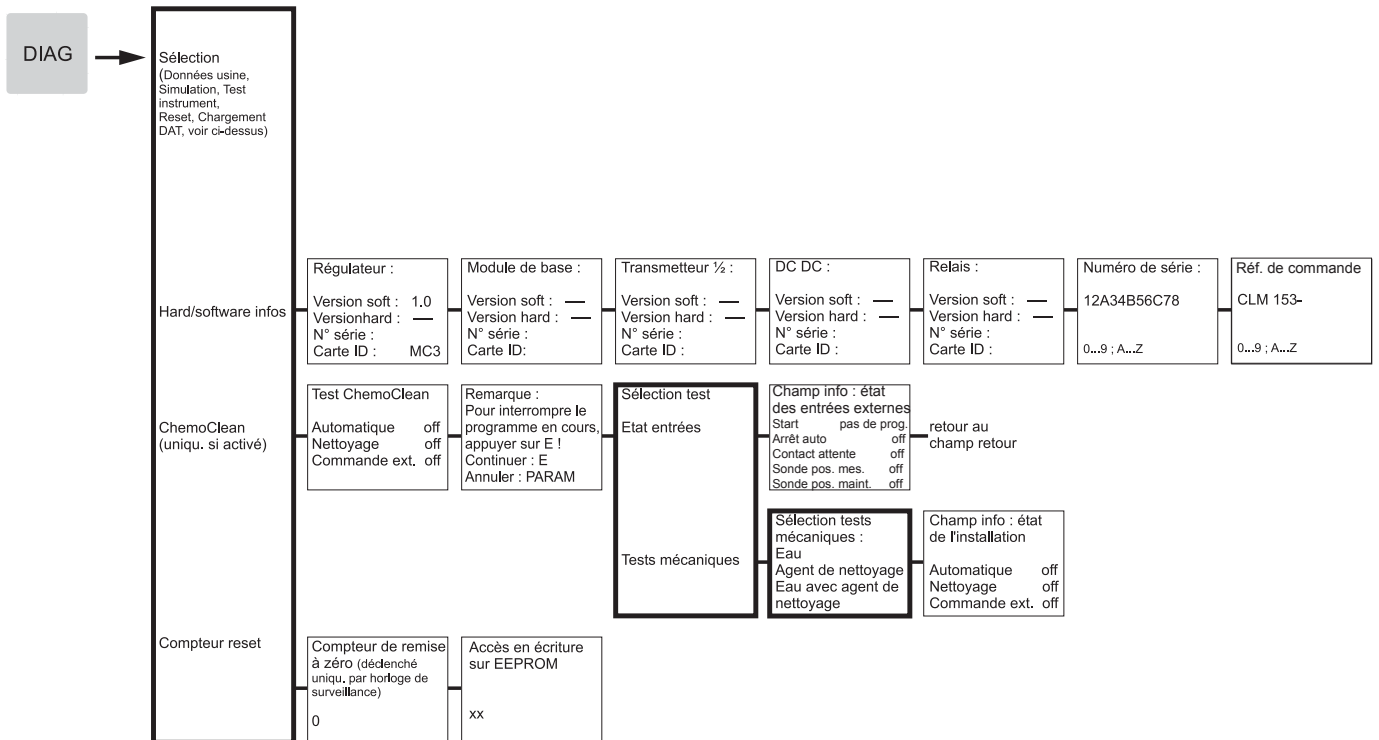 DIAG
Sélection
(Données usine,
Simulation, Test
instrument,
Reset, Chargement
DAT, voir ci-dessus)
Hard/software infos
Régulateur :
Version soft : 1.0
Versionhard : —
N° série :
Carte ID : MC3
Module de base :
Version soft : —
Version hard : —
N° série :
Carte ID:
Transmetteur ½ :
Version soft : —
Version hard : —
N° série :
Carte ID :
DC DC :
Version soft : —
Version hard : —
N° série :
Carte ID :
Relais :
Version soft : —
Version hard : —
N° série :
Carte ID :
Numéro de série :
12A34B56C78
0...9 ; A...Z
Réf. de commande
CLM 153-
0...9 ; A...Z
ChemoClean
(uniqu. si activé)
Test ChemoClean
Automatique off
Nettoyage off
Commande ext. off
Remarque :
Pour interrompre le
programme en cours,
appuyer sur E !
Continuer : E
Annuler : PARAM
Sélection test
Etat entrées
Champ info : état
des entrées externes
Start pas de prog.
Arrêt auto off
Contact attente off
Sonde pos. mes. off
Sonde pos. maint. off
retour au
champ retour
Tests mécaniques
Sélection tests
mécaniques :
Eau
Agent de nettoyage
Eau avec agent de
nettoyage
Champ info : état
de l'installation
Automatique off
Nettoyage off
Commande ext. off
Compteur reset
Compteur de remise
à zéro (déclenché
uniqu. par horloge de
surveillance)
0
Accès en écriture
sur EEPROM
xx